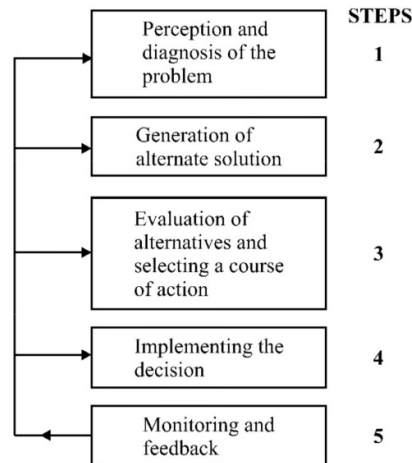 STEPS
Perception and
diagnosis of the
problem
1
Generation of
alternate solution
2
Evaluation of
alternatives and
selecting a course
of action
3
Implementing the
decision
4
Monitoring and
feedback
5